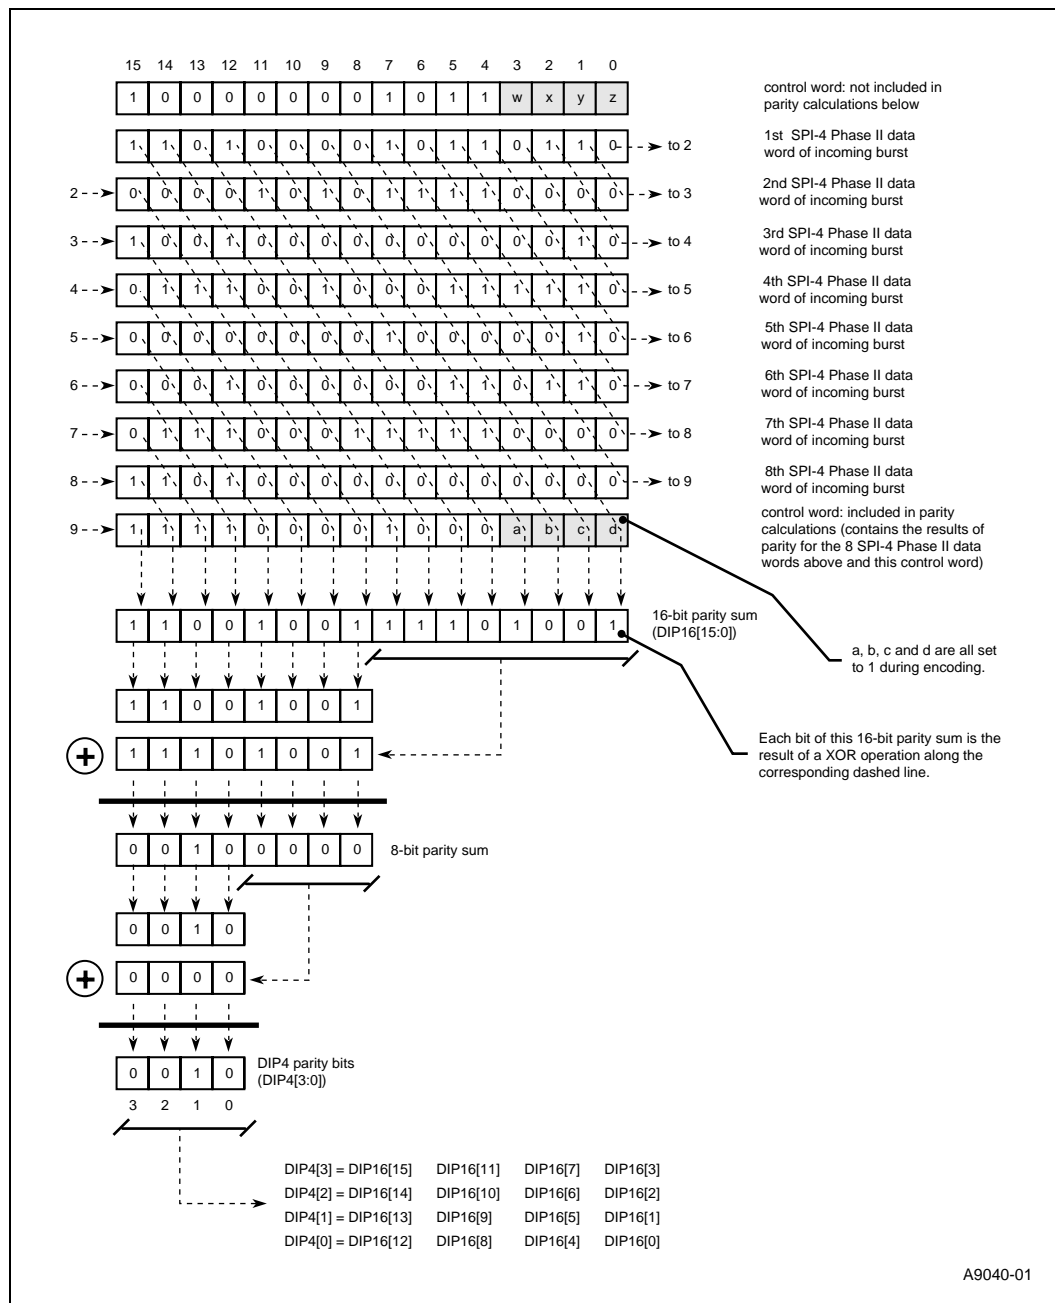 15 14 13 12 11 10 9 8 7 6 5 4 3 2 1 0
1 0 0 0 0 0 0 0 1 0 1 1 w x y z
control word: not included in
parity calculations below
1 1 0 1 0 0 0 0 1 0 1 1 0 1 1 0 to 2
1st SPI-4 Phase II data
word of incoming burst
2 0 0 0 0 1 0 1 0 1 1 1 1 0 0 0 0 to 3
2nd SPI-4 Phase II data
word of incoming burst
3 1 0 0 1 0 0 0 0 0 0 0 0 0 0 1 0 to 4
3rd SPI-4 Phase II data
word of incoming burst
4 0 1 1 1 0 0 1 0 0 0 1 1 1 1 1 0 to 5
4th SPI-4 Phase II data
word of incoming burst
5 0 0 0 0 0 0 0 0 1 0 0 0 0 0 1 0 to 6
5th SPI-4 Phase II data
word of incoming burst
6 0 0 0 1 0 0 0 0 0 0 1 1 0 1 1 0 to 7
6th SPI-4 Phase II data
word of incoming burst
7 0 1 1 1 0 0 0 1 1 1 1 1 0 0 0 0 to 8
7th SPI-4 Phase II data
word of incoming burst
8 1 1 0 1 0 0 0 0 0 0 0 0 0 0 0 0 to 9
8th SPI-4 Phase II data
word of incoming burst
9 1 1 1 1 0 0 0 0 1 0 0 0 a b c d
control word: included in parity
calculations (contains the results of
parity for the 8 SPI-4 Phase II data
words above and this control word)
1 1 0 0 1 0 0 1 1 1 1 0 1 0 0 1
16-bit parity sum
(DIP16[15:0])
a, b, c and d are all set
to 1 during encoding.
1 1 0 0 1 0 0 1
+ 1 1 1 0 1 0 0 1
Each bit of this 16-bit parity sum is the
result of a XOR operation along the
corresponding dashed line.
0 0 1 0 0 0 0 0 8-bit parity sum
0 0 1 0
+ 0 0 0 0
0 0 1 0
DIP4 parity bits
(DIP4[3:0])
3 2 1 0
DIP4[3] = DIP16[15] DIP16[11] DIP16[7] DIP16[3]
DIP4[2] = DIP16[14] DIP16[10] DIP16[6] DIP16[2]
DIP4[1] = DIP16[13] DIP16[9] DIP16[5] DIP16[1]
DIP4[0] = DIP16[12] DIP16[8] DIP16[4] DIP16[0]
A9040-01